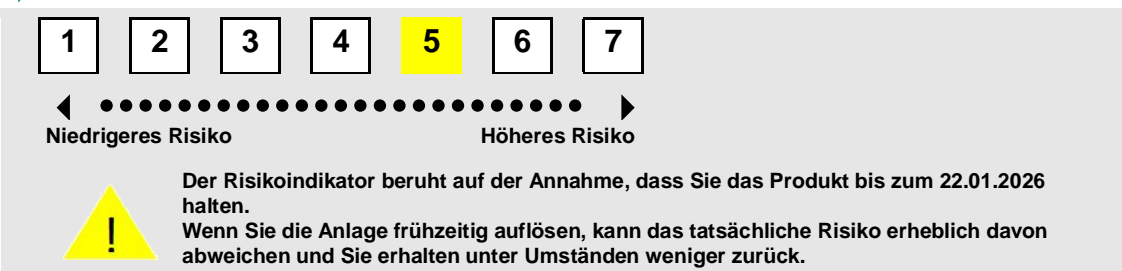 1 2 3 4 5 6 7
Niedrigeres Risiko Höheres Risiko
Der Risikoindikator beruht auf der Annahme, dass Sie das Produkt bis zum 22.01.2026
halten.
Wenn Sie die Anlage frühzeitig auflösen, kann das tatsächliche Risiko erheblich davon
abweichen und Sie erhalten unter Umständen weniger zurück.
!